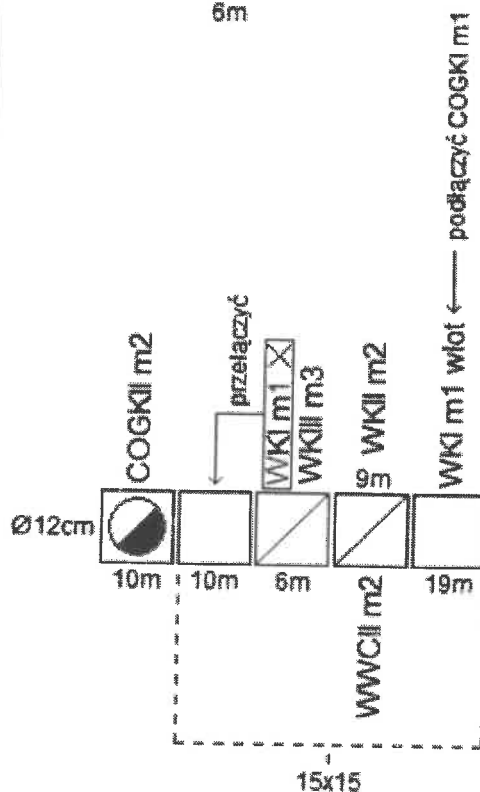 6m
podłączyć COGKI m1
przełączyć
COGKII m2
WKI m1 X
WKIII m3
WKII m2
WKI m1 wlot
Ø12cm
9m
10m
10m
6m
19m
WWCII m2
15x15